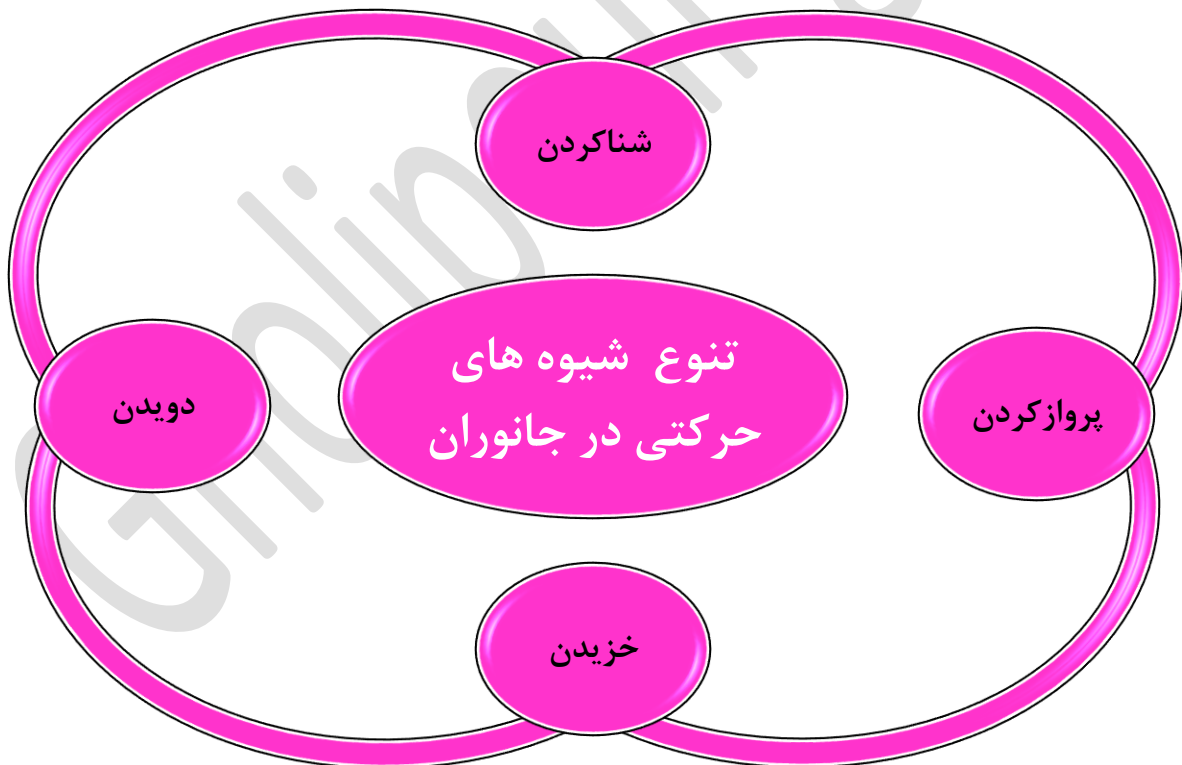 شناکردن
تنوع شیوه های
حرکتی در جانوران
پروازکردن
دویدن
خزیدن